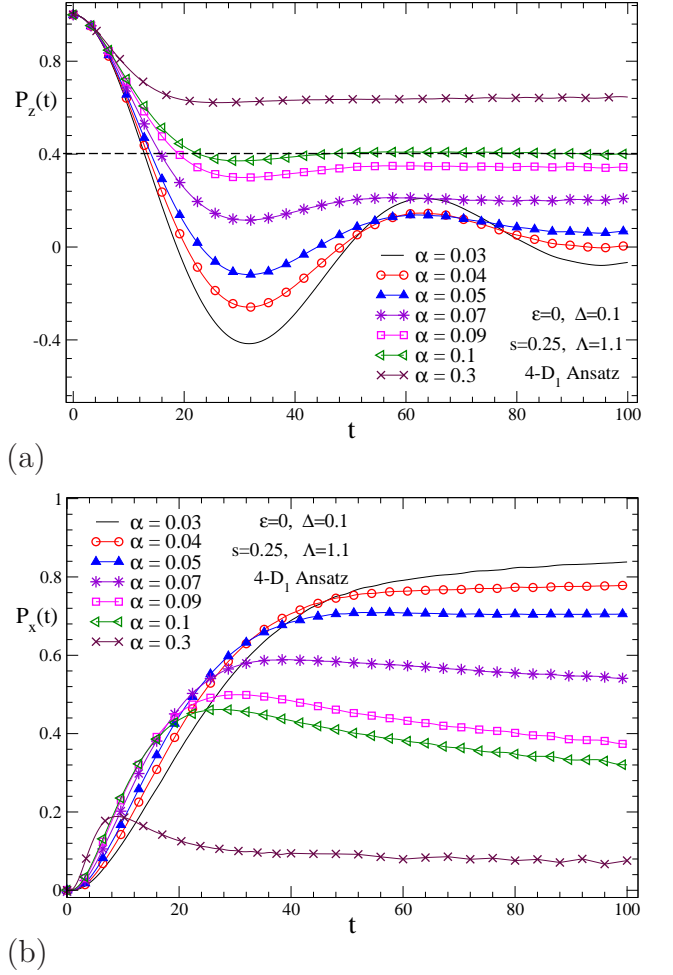 0.8
P_z(t)
0.4
0
-0.4
α = 0.03
α = 0.04
α = 0.05
α = 0.07
α = 0.09
α = 0.1
α = 0.3
ε=0, Δ=0.1
s=0.25, Λ=1.1
4-D_1 Ansatz
0 20 40 60 80 100
t
(a)
1
0.8
P_x(t)
0.6
0.4
0.2
0
α = 0.03
α = 0.04
α = 0.05
α = 0.07
α = 0.09
α = 0.1
α = 0.3
ε=0, Δ=0.1
s=0.25, Λ=1.1
4-D_1 Ansatz
0 20 40 60 80 100
t
(b)